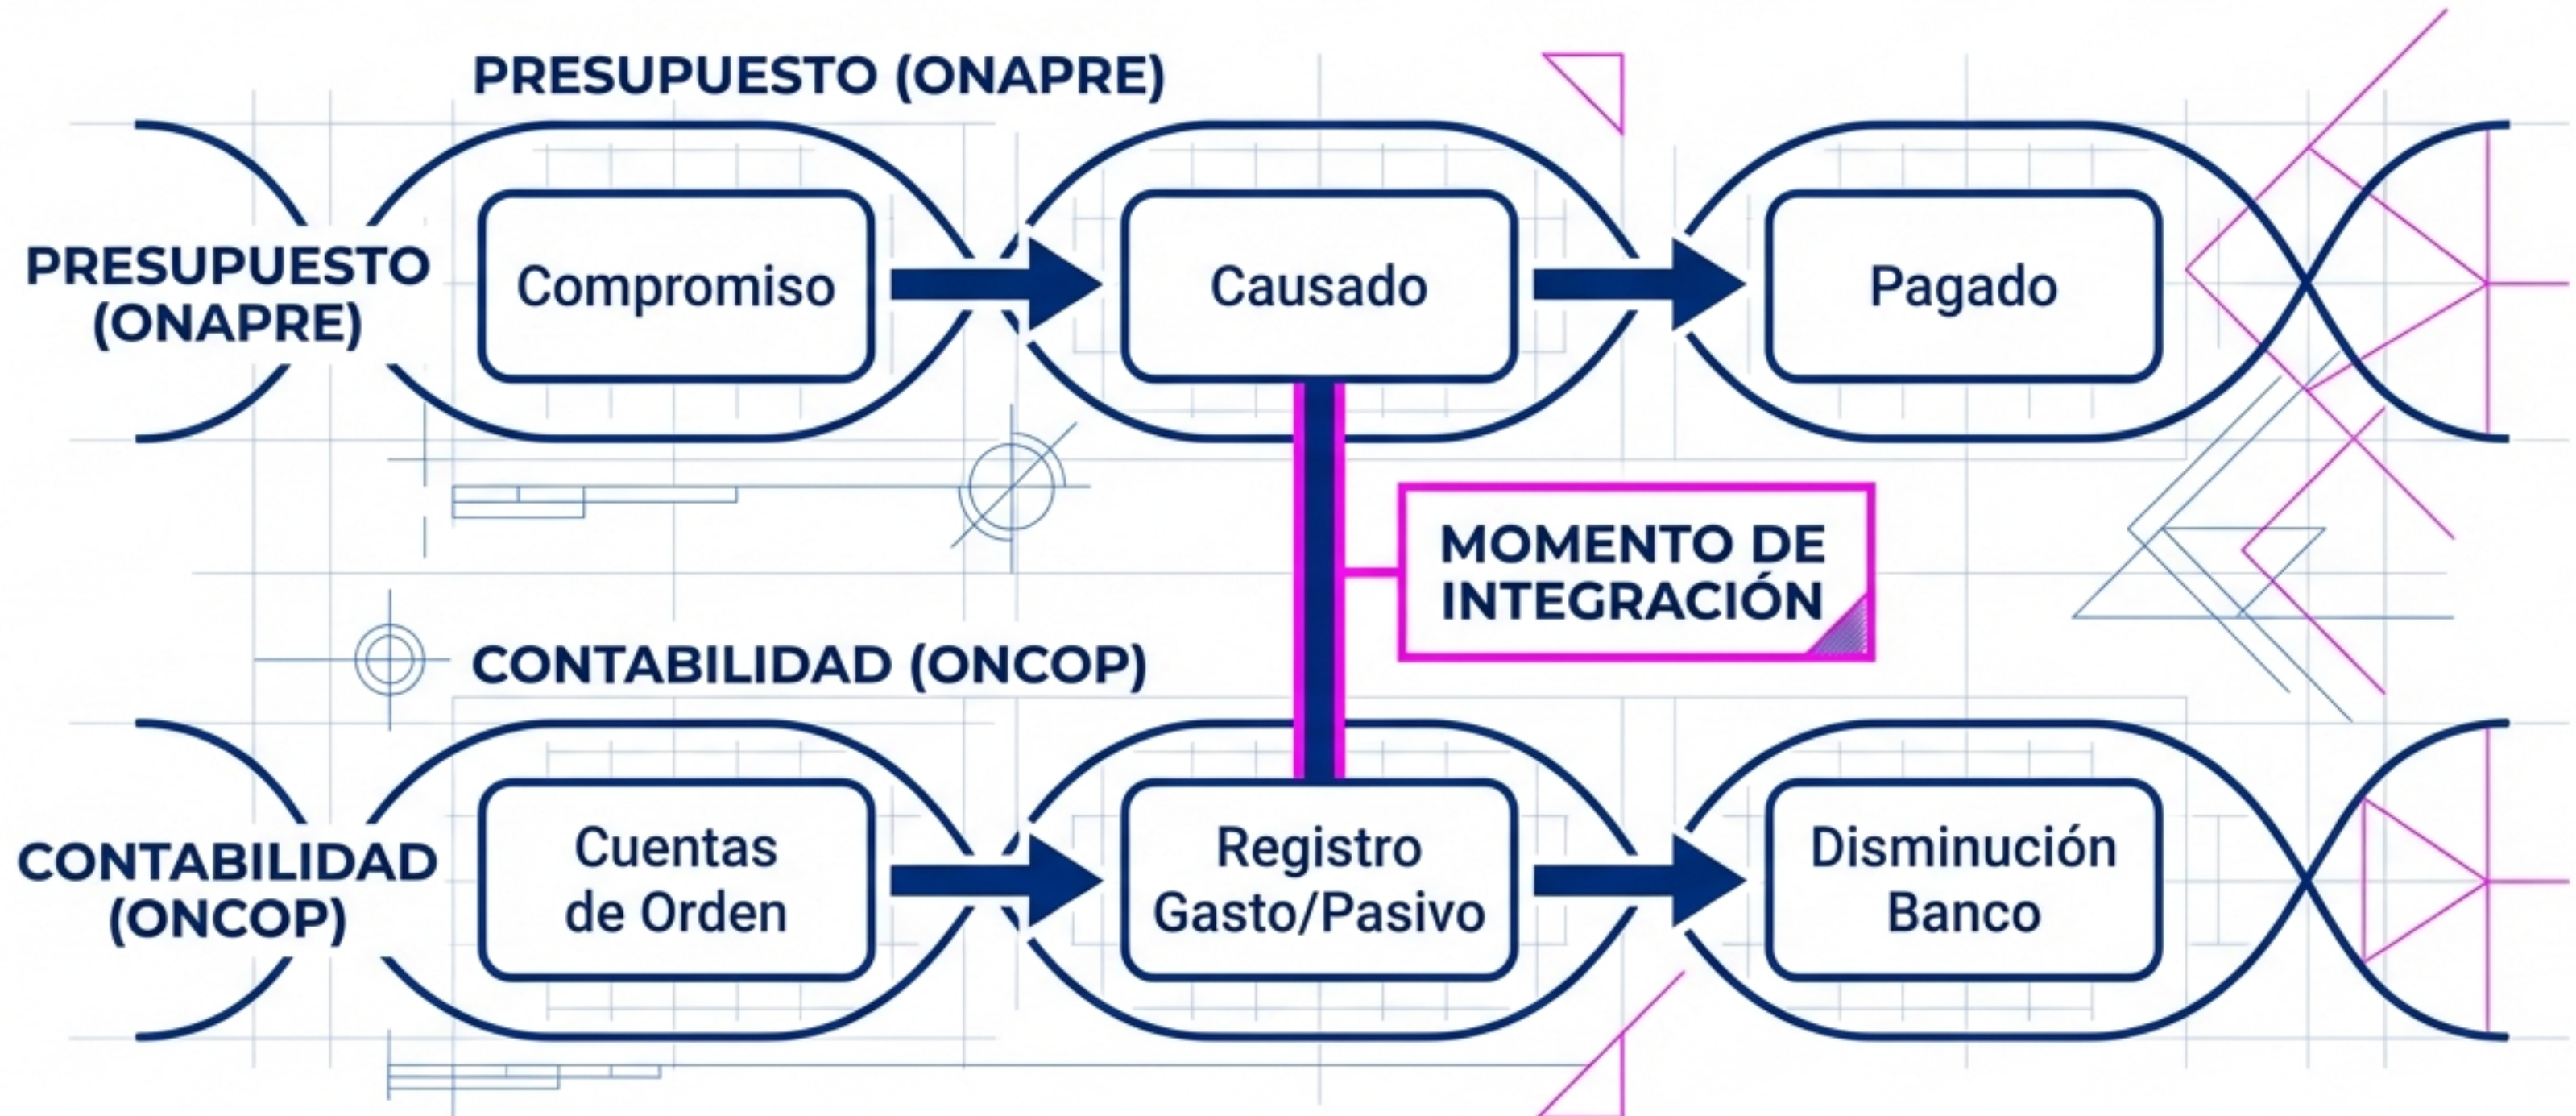 PRESUPUESTO (ONAPRE)
PRESUPUESTO
(ONAPRE)
Compromiso
Causado
Pagado
MOMENTO DE
INTEGRACIÓN
CONTABILIDAD (ONCOP)
CONTABILIDAD
(ONCOP)
Cuentas
de Orden
Registro
Gasto/Pasivo
Disminución
Banco